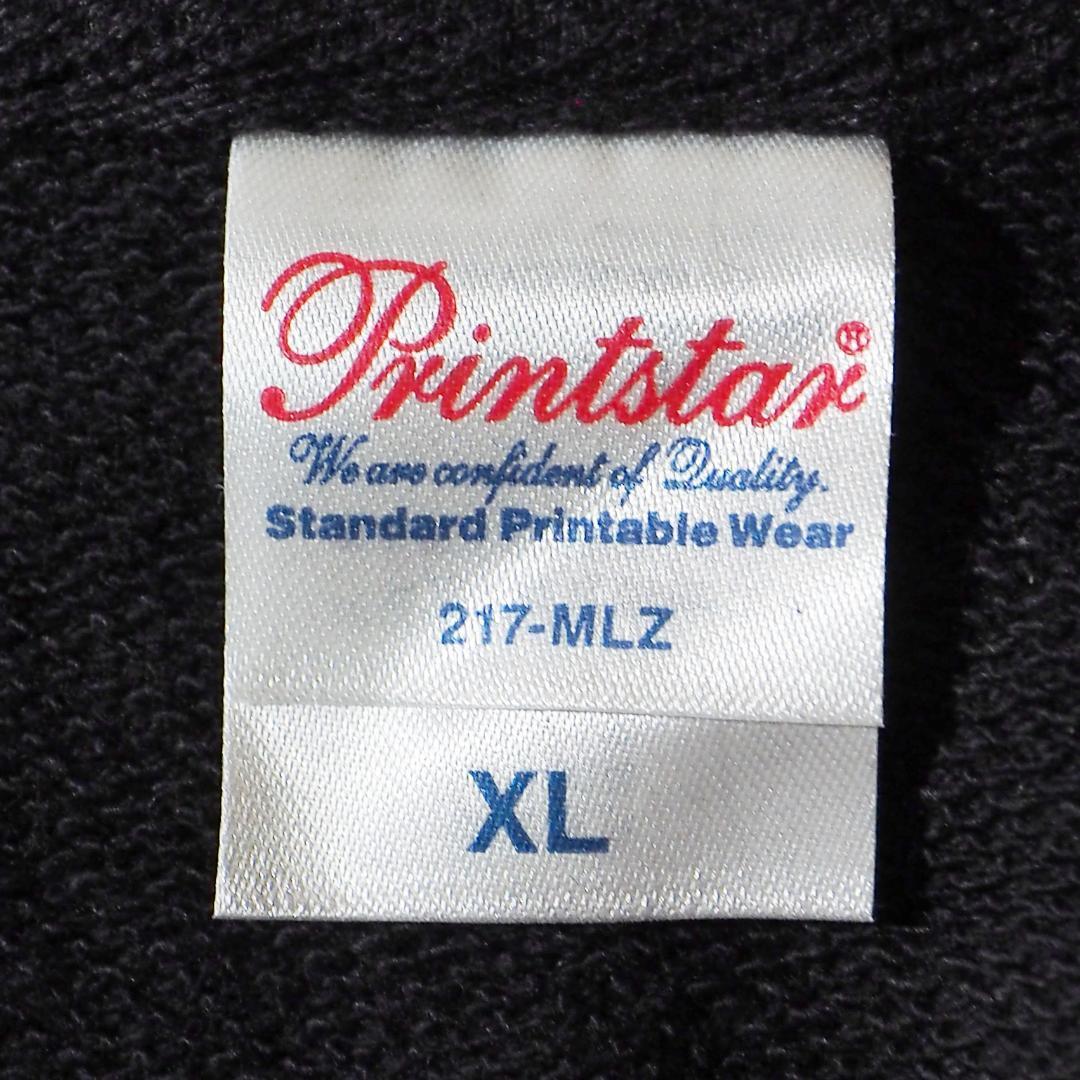 Printstar®
We are confident of Quality.
Standard Printable Wear
217-MLZ
XL